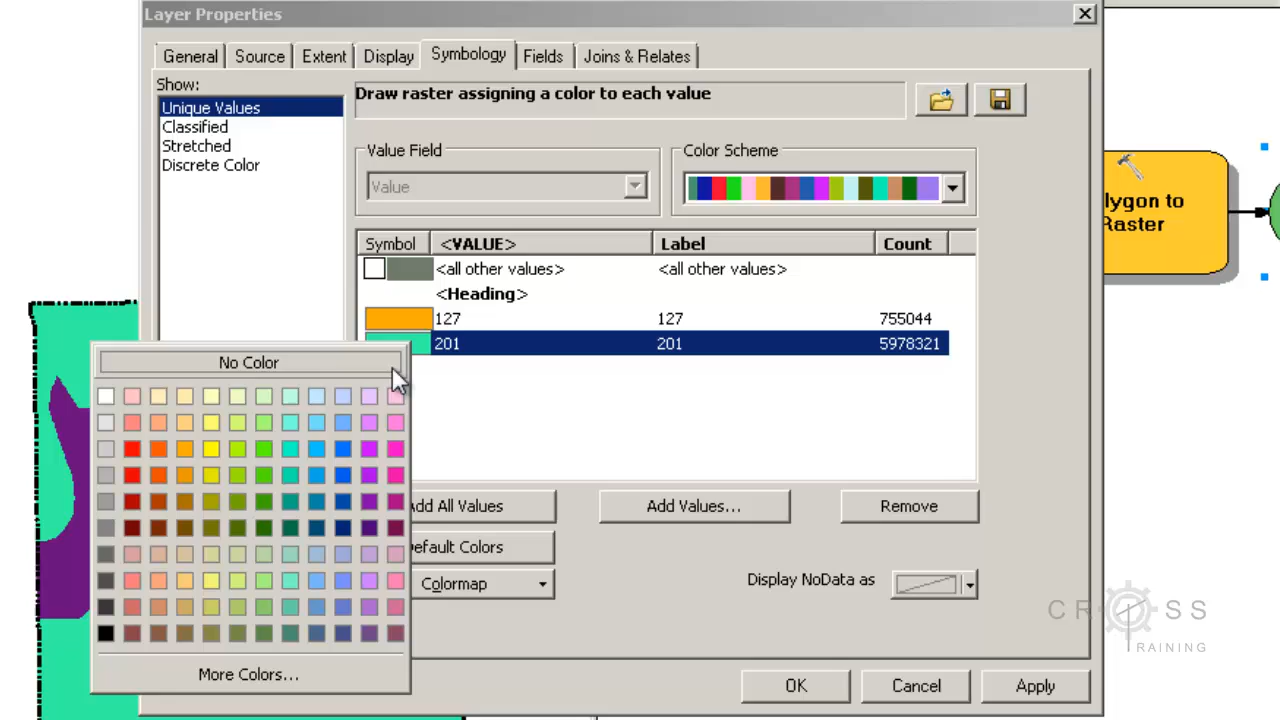 Layer Properties
General
Source
Extent
Display
Symbology
Fields
Joins & Relates
Show:
Unique Values
Classified
Stretched
Discrete Color
Draw raster assigning a color to each value
Value Field
Value
Color Scheme
Symbol <VALUE> Label Count
<all other values> <all other values>
<Heading>
127 127 755044
201 201 5978321
No Color
More Colors...
dd All Values
Add Values...
Remove
efault Colors
Colormap
Display NoData as
OK
Cancel
Apply
lygon to
Raster
CROSS
TRAINING